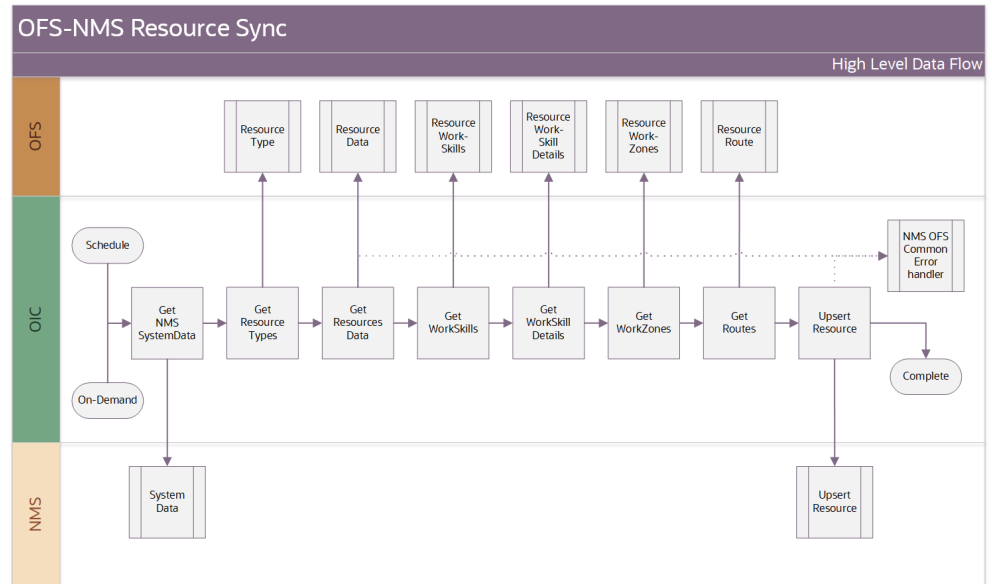 OFS-NMS Resource Sync
High Level Data Flow
OFS
Resource
Type
Resource
Data
Resource
Work-
Skills
Resource
Work-
Skill
Details
Resource
Work-
Zones
Resource
Route
OIC
Schedule
On-Demand
Get
NMS
SystemData
Get
Resource
Types
Get
Resources
Data
Get
WorkSkills
Get
WorkSkill
Details
Get
WorkZones
Get
Routes
Upsert
Resource
NMS OFS
Common
Error
handler
Complete
NMS
System
Data
Upsert
Resource